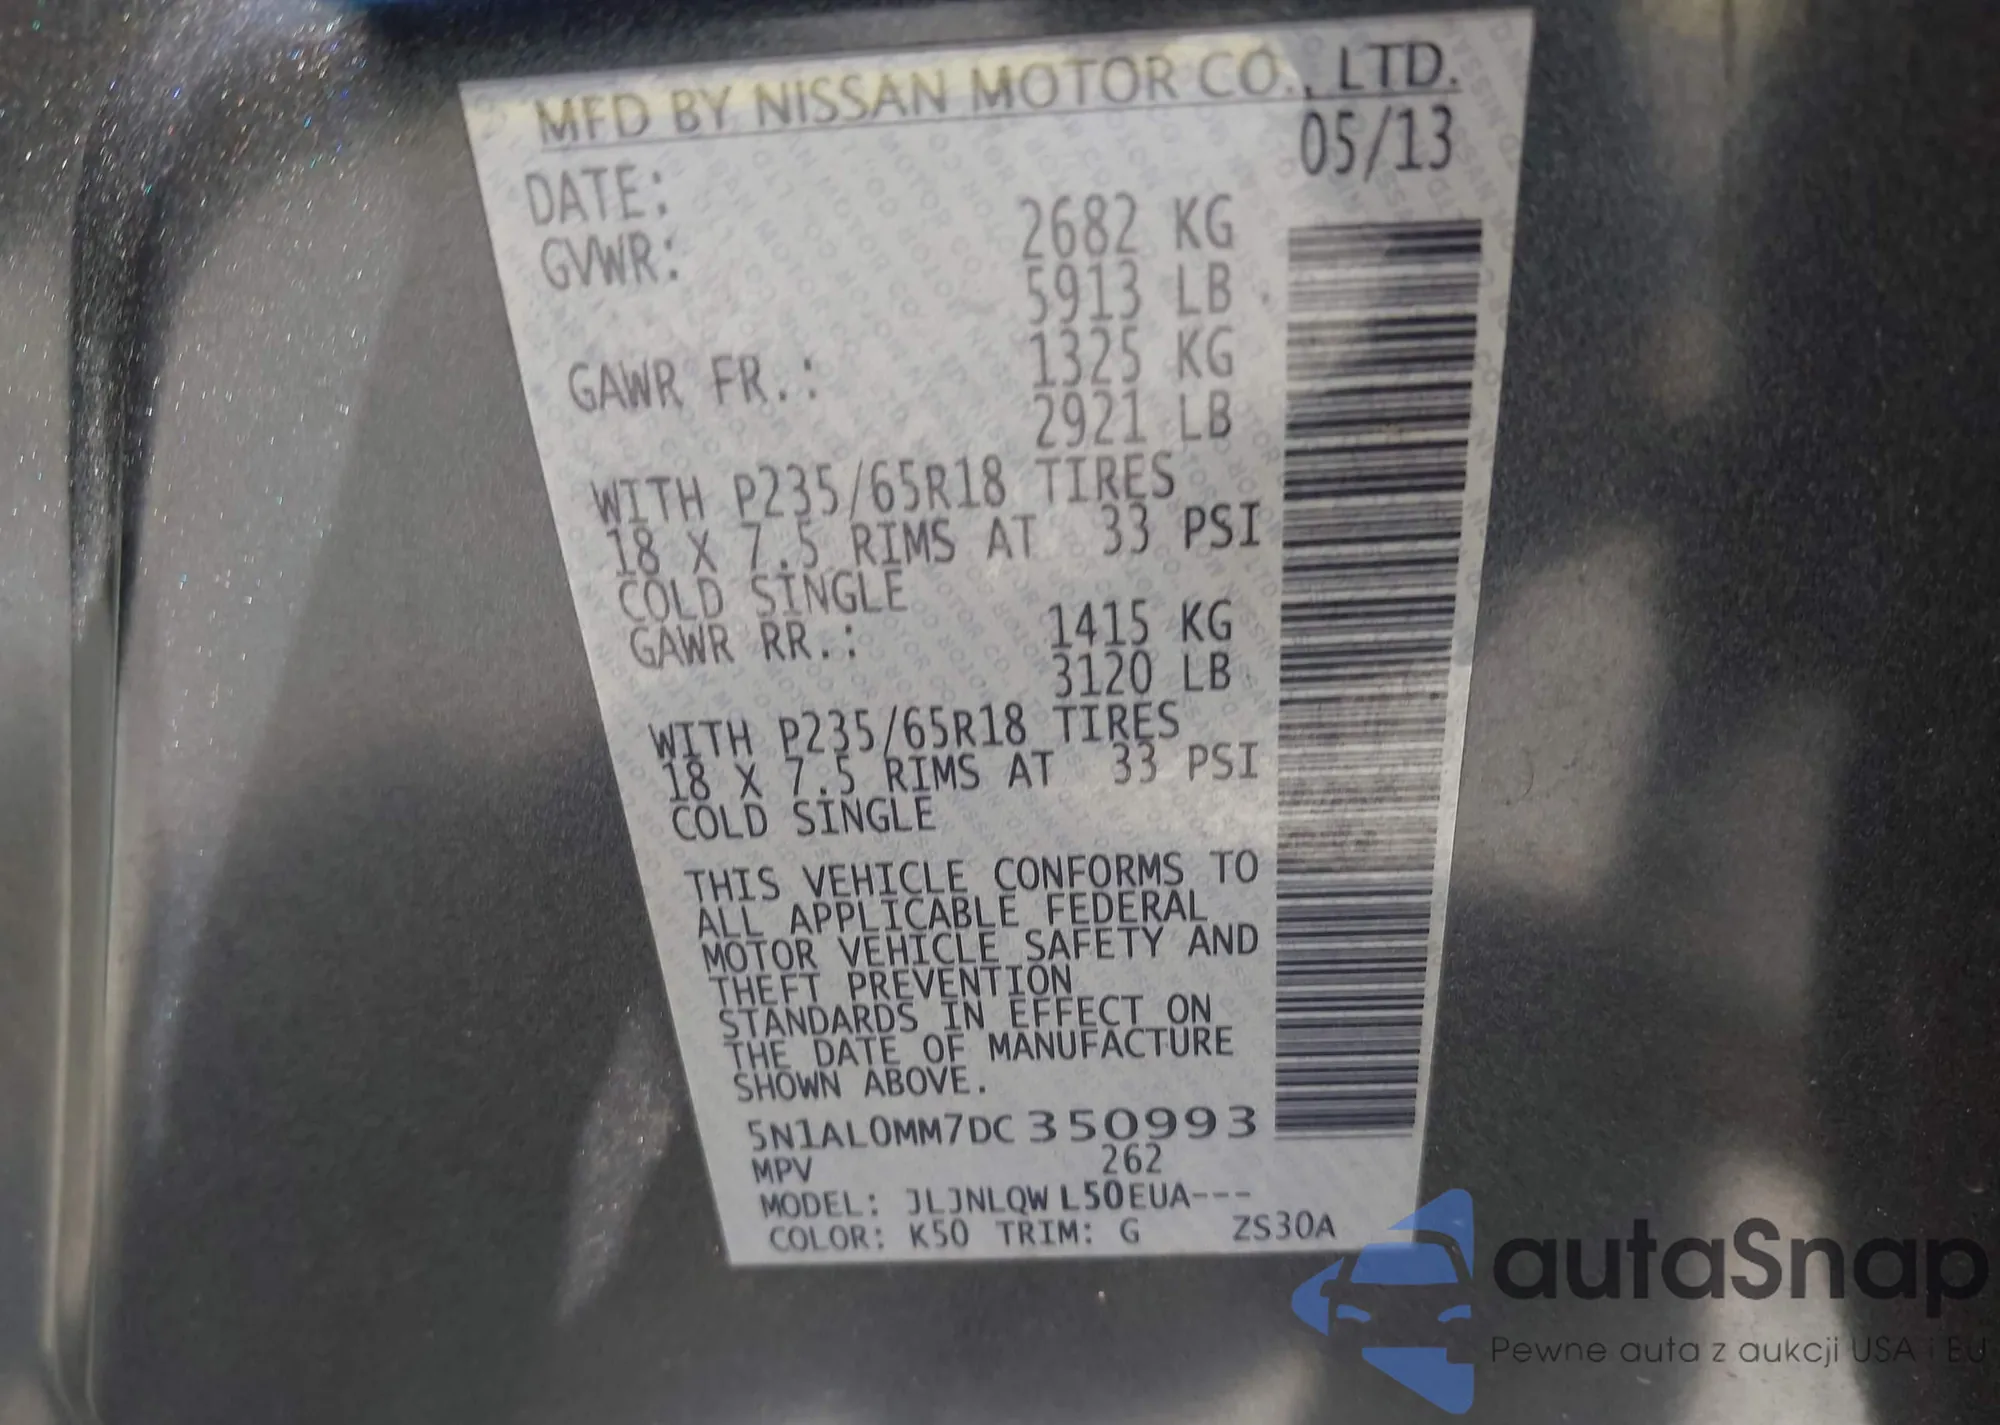 MFD BY NISSAN MOTOR CO., LTD.
DATE: 05/13
GVWR: 2682 KG
5913 LB
GAWR FR.: 1325 KG
2921 LB
WITH P235/65R18 TIRES
18 X 7.5 RIMS AT 33 PSI
COLD SINGLE
GAWR RR.: 1415 KG
3120 LB
WITH P235/65R18 TIRES
18 X 7.5 RIMS AT 33 PSI
COLD SINGLE
THIS VEHICLE CONFORMS TO
ALL APPLICABLE FEDERAL
MOTOR VEHICLE SAFETY AND
THEFT PREVENTION
STANDARDS IN EFFECT ON
THE DATE OF MANUFACTURE
SHOWN ABOVE.
5N1AL0MM7DC350993
MPV 262
MODEL: JLJNLQW L50EUA---
COLOR: K50 TRIM: G ZS30A
autaSnap
Pewne auta z aukcji USA i EU